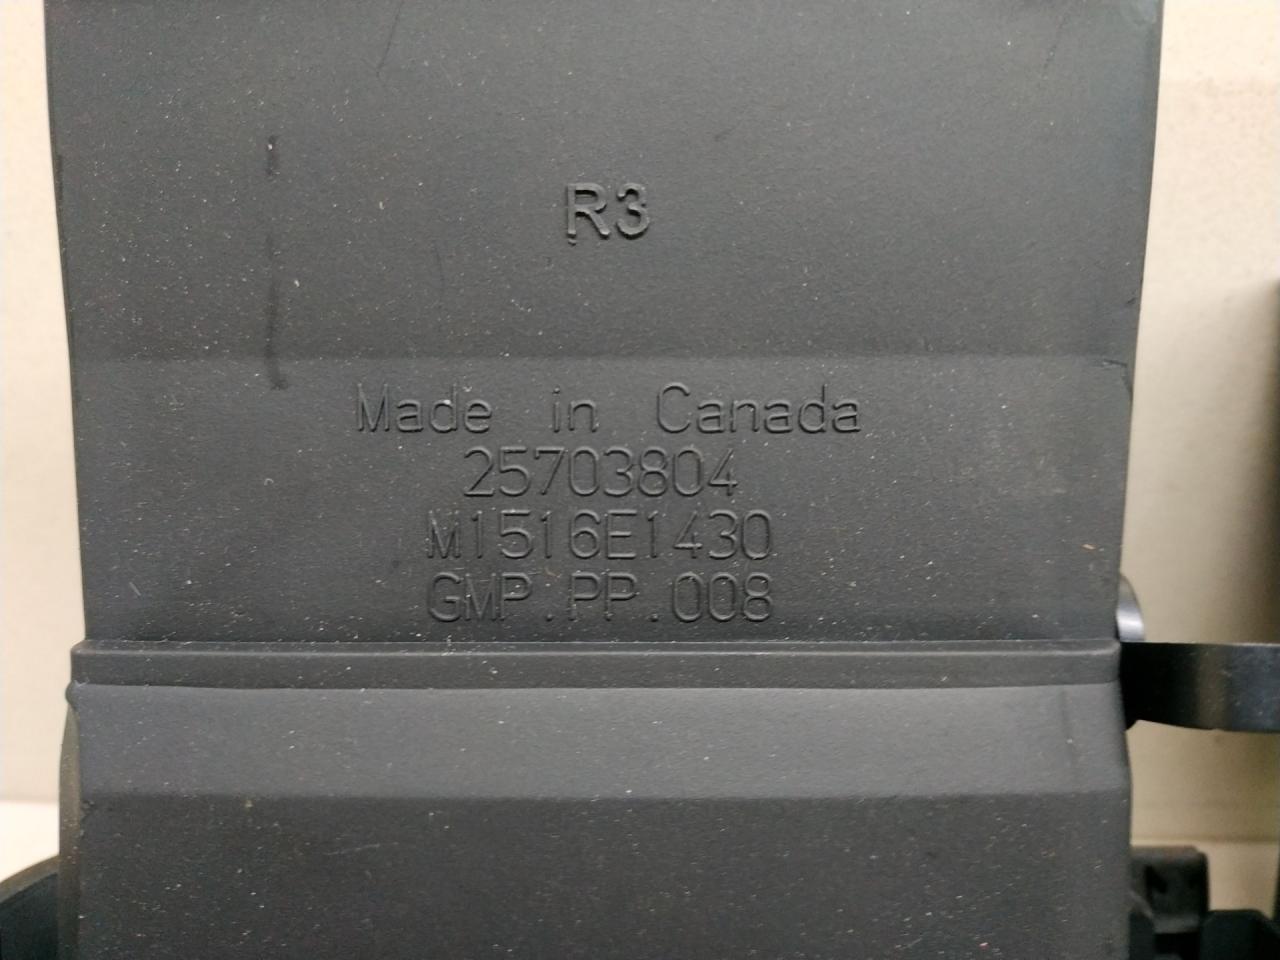 R3
Made in Canada
25703804
M1516E1430
GMP.PP.008